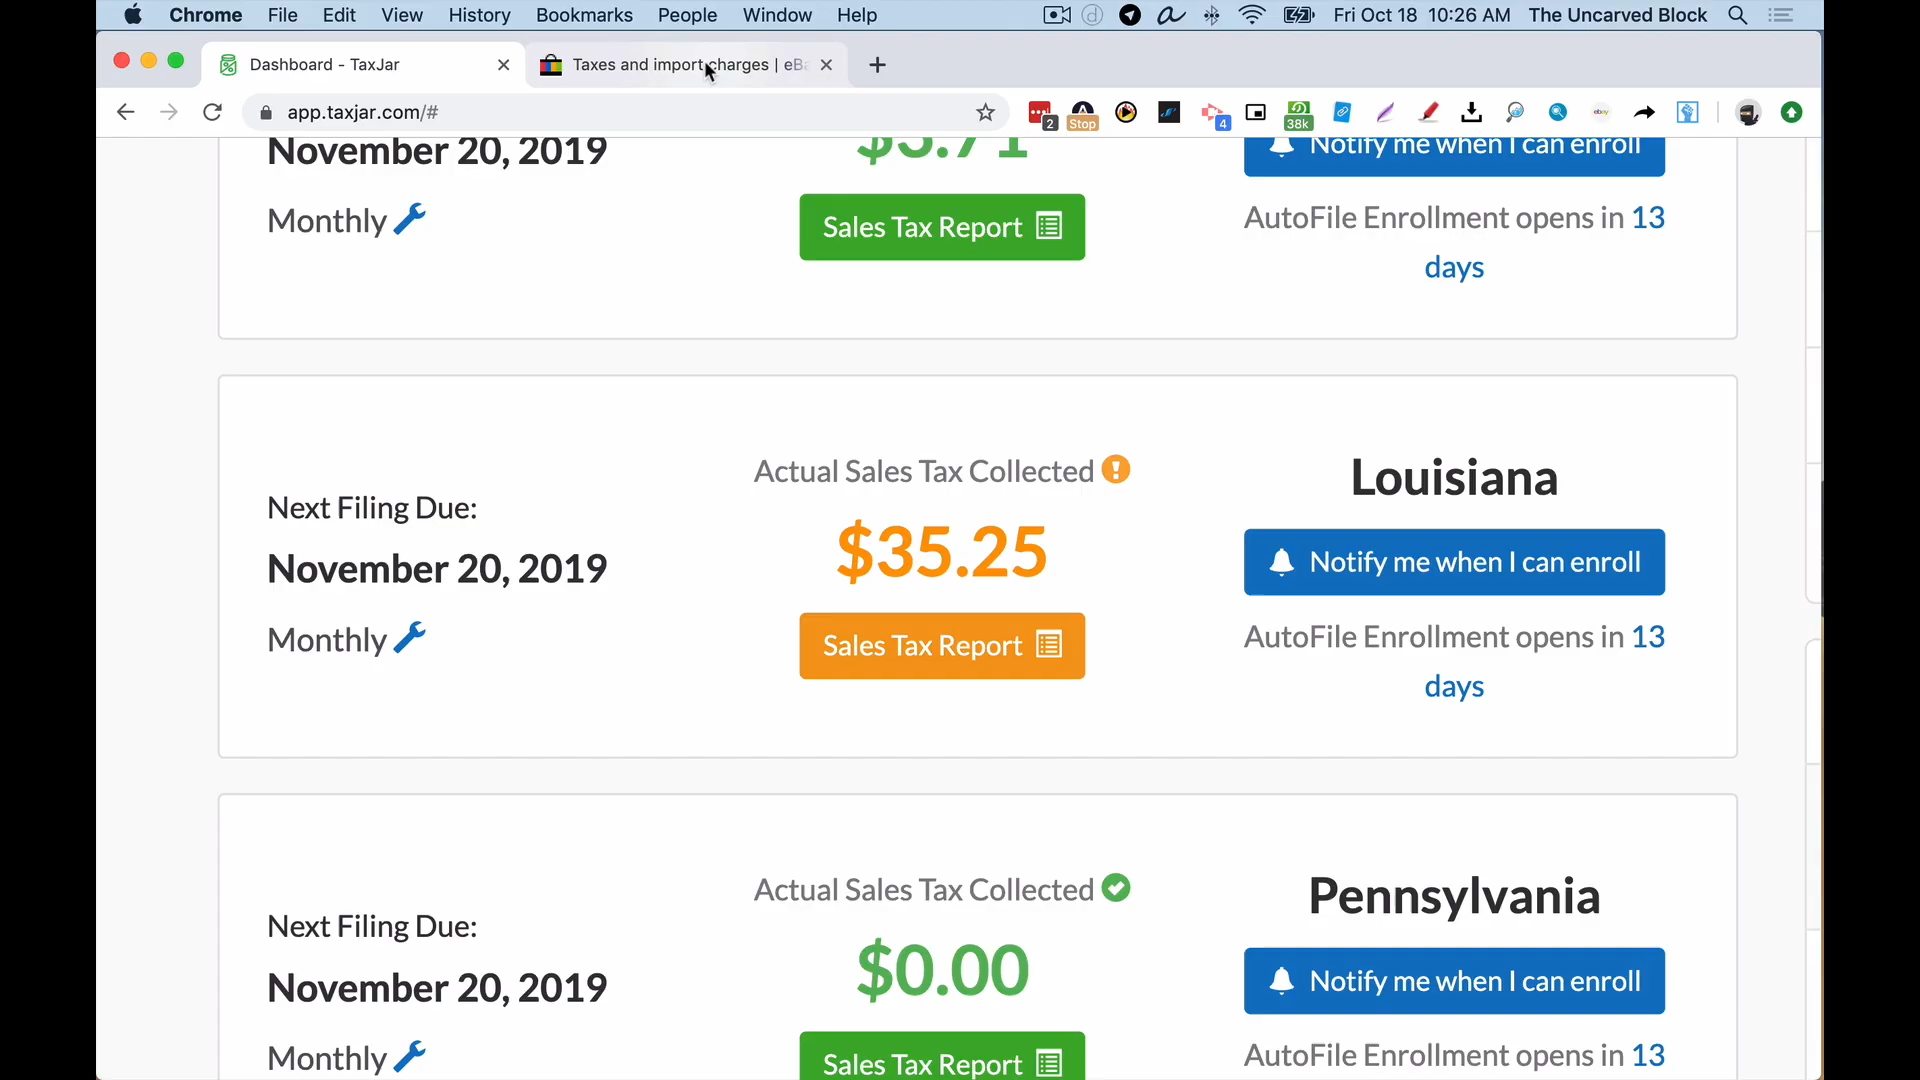 Chrome File Edit View History Bookmarks People Window Help Fri Oct 18 10:26 AM The Uncarved Block
Dashboard - TaxJar Taxes and import charges | eBa
app.taxjar.com/# 2 Stop 4 38k ebay
November 20, 2019 $3.71 Notify me when I can enroll
Monthly Sales Tax Report AutoFile Enrollment opens in 13
days
Actual Sales Tax Collected Louisiana
Next Filing Due:
$35.25 Notify me when I can enroll
November 20, 2019
Monthly Sales Tax Report AutoFile Enrollment opens in 13
days
Actual Sales Tax Collected Pennsylvania
Next Filing Due:
$0.00 Notify me when I can enroll
November 20, 2019
Monthly Sales Tax Report AutoFile Enrollment opens in 13